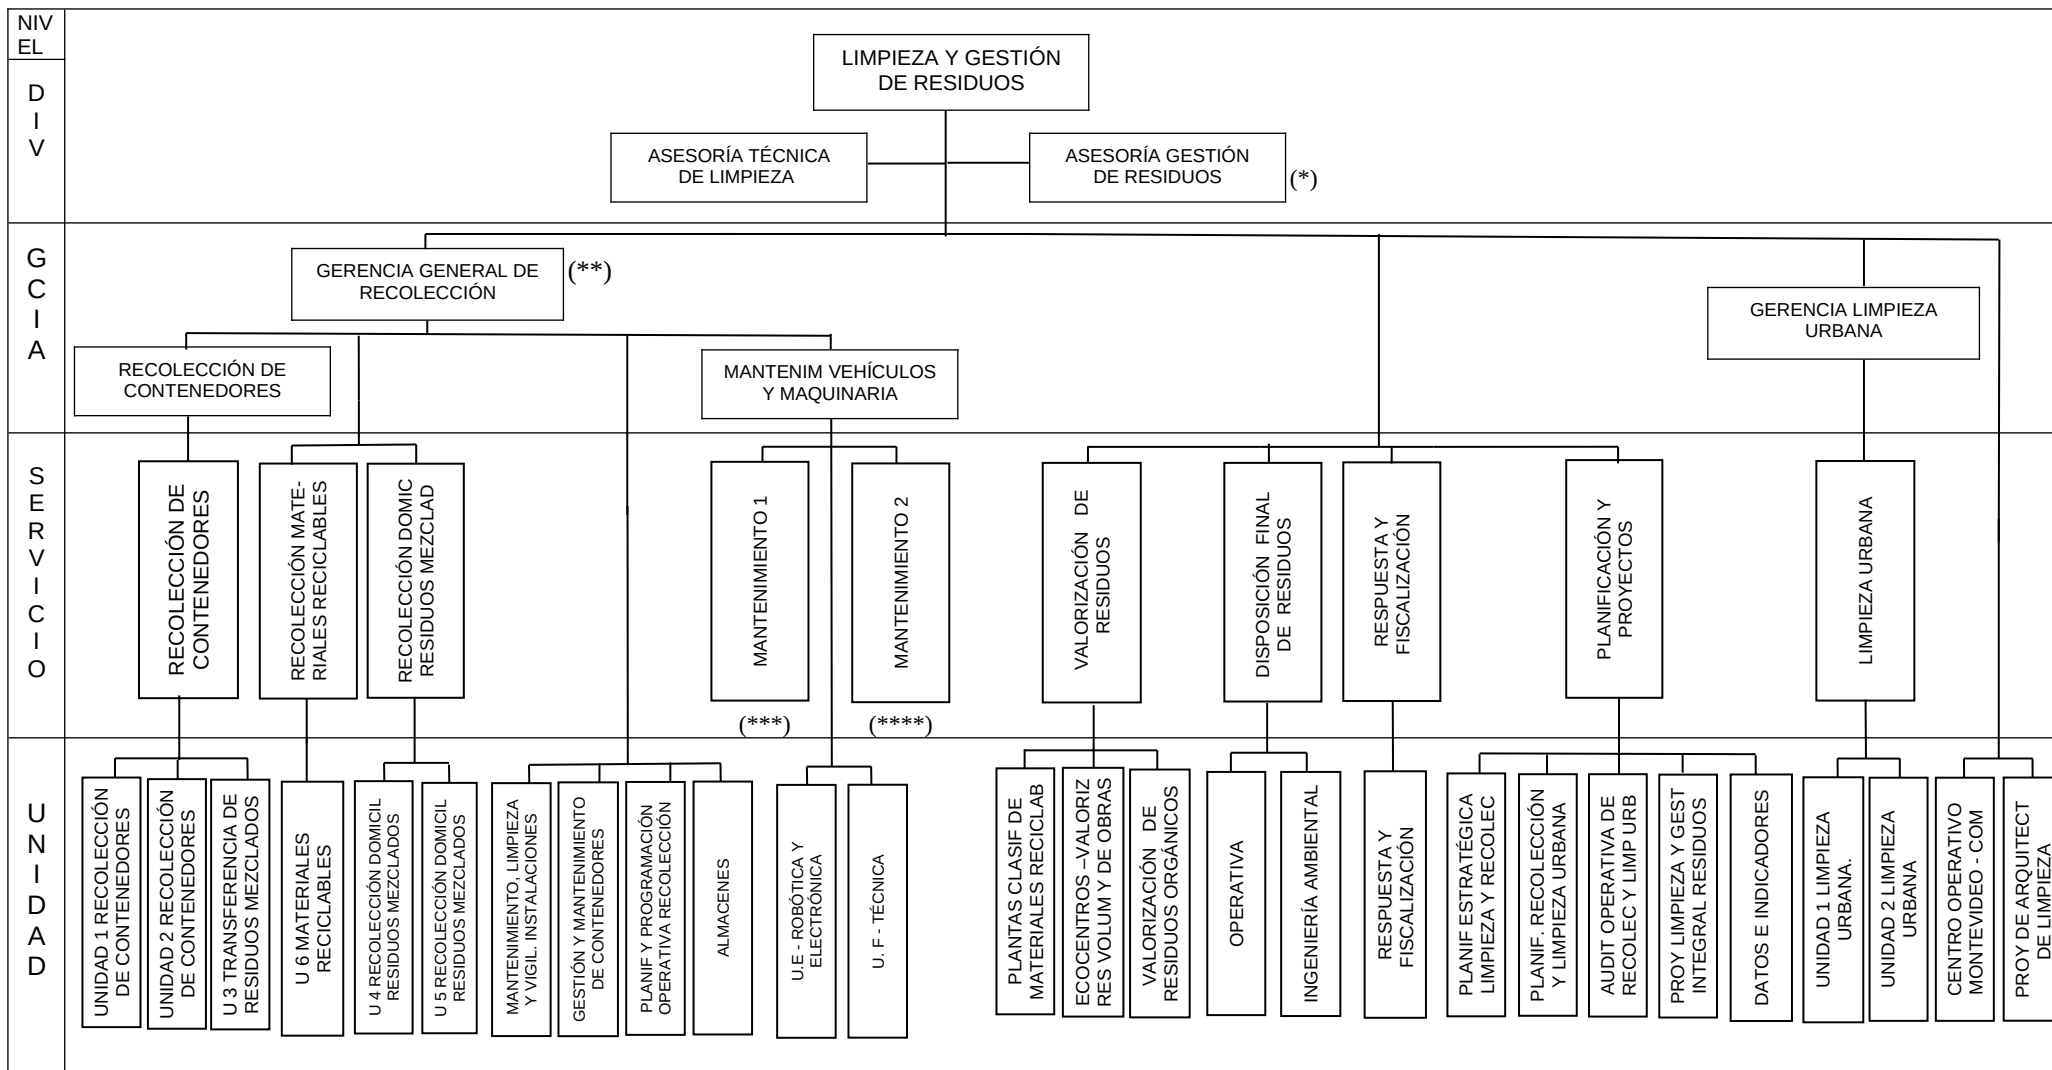 NIV
EL
D
I
V
LIMPIEZA Y GESTIÓN
DE RESIDUOS
ASESORÍA TÉCNICA
DE LIMPIEZA
ASESORÍA GESTIÓN
DE RESIDUOS
(*)
G
C
I
A
GERENCIA GENERAL DE
RECOLECCIÓN
(**)
GERENCIA LIMPIEZA
URBANA
RECOLECCIÓN DE
CONTENEDORES
MANTENIM VEHÍCULOS
Y MAQUINARIA
S
E
R
V
I
C
I
O
RECOLECCIÓN DE
CONTENEDORES
RECOLECCIÓN MATE-
RIALES RECICLABLES
RECOLECCIÓN DOMIC
RESIDUOS MEZCLAD
MANTENIMIENTO 1
(***)
MANTENIMIENTO 2
(****)
VALORIZACIÓN DE
RESIDUOS
DISPOSICIÓN FINAL
DE RESIDUOS
RESPUESTA Y
FISCALIZACIÓN
PLANIFICACIÓN Y
PROYECTOS
LIMPIEZA URBANA
U
N
I
D
A
D
UNIDAD 1 RECOLECCIÓN
DE CONTENEDORES
UNIDAD 2 RECOLECCIÓN
DE CONTENEDORES
U 3 TRANSFERENCIA DE
RESIDUOS MEZCLADOS
U 6 MATERIALES
RECICLABLES
U 4 RECOLECCIÓN DOMICIL
RESIDUOS MEZCLADOS
U 5 RECOLECCIÓN DOMICIL
RESIDUOS MEZCLADOS
MANTENIMIENTO, LIMPIEZA
Y VIGIL. INSTALACIONES
GESTIÓN Y MANTENIMIENTO
DE CONTENEDORES
PLANIF Y PROGRAMACIÓN
OPERATIVA RECOLECCIÓN
ALMACENES
U.E - ROBÓTICA Y
ELECTRÓNICA
U. F - TÉCNICA
PLANTAS CLASIF DE
MATERIALES RECICLAB
ECOCENTROS –VALORIZ
RES VOLUM Y DE OBRAS
VALORIZACIÓN DE
RESIDUOS ORGÁNICOS
OPERATIVA
INGENIERÍA AMBIENTAL
RESPUESTA Y
FISCALIZACIÓN
PLANIF ESTRATÉGICA
LIMPIEZA Y RECOLEC
PLANIF. RECOLECCIÓN
Y LIMPIEZA URBANA
AUDIT OPERATIVA DE
RECOLEC Y LIMP URB
PROY LIMPIEZA Y GEST
INTEGRAL RESIDUOS
DATOS E INDICADORES
UNIDAD 1 LIMPIEZA
URBANA.
UNIDAD 2 LIMPIEZA
URBANA
CENTRO OPERATIVO
MONTEVIDEO - COM
PROY DE ARQUITECT
DE LIMPIEZA